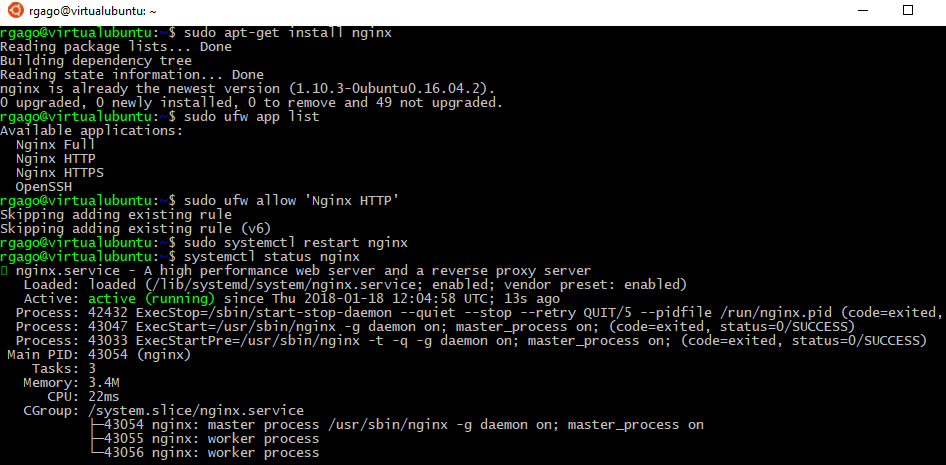 rgago@virtualubuntu: ~
rgago@virtualubuntu:~$ sudo apt-get install nginx
Reading package lists... Done
Building dependency tree
Reading state information... Done
nginx is already the newest version (1.10.3-0ubuntu0.16.04.2).
0 upgraded, 0 newly installed, 0 to remove and 49 not upgraded.
rgago@virtualubuntu:~$ sudo ufw app list
Available applications:
  Nginx Full
  Nginx HTTP
  Nginx HTTPS
  OpenSSH
rgago@virtualubuntu:~$ sudo ufw allow 'Nginx HTTP'
Skipping adding existing rule
Skipping adding existing rule (v6)
rgago@virtualubuntu:~$ sudo systemctl restart nginx
rgago@virtualubuntu:~$ systemctl status nginx
nginx.service - A high performance web server and a reverse proxy server
   Loaded: loaded (/lib/systemd/system/nginx.service; enabled; vendor preset: enabled)
   Active: active (running) since Thu 2018-01-18 12:04:58 UTC; 13s ago
  Process: 42432 ExecStop=/sbin/start-stop-daemon --quiet --stop --retry QUIT/5 --pidfile /run/nginx.pid (code=exited,
  Process: 43047 ExecStart=/usr/sbin/nginx -g daemon on; master_process on; (code=exited, status=0/SUCCESS)
  Process: 43033 ExecStartPre=/usr/sbin/nginx -t -q -g daemon on; master_process on; (code=exited, status=0/SUCCESS)
 Main PID: 43054 (nginx)
    Tasks: 3
   Memory: 3.4M
      CPU: 22ms
   CGroup: /system.slice/nginx.service
           ├─43054 nginx: master process /usr/sbin/nginx -g daemon on; master_process on
           ├─43055 nginx: worker process
           └─43056 nginx: worker process